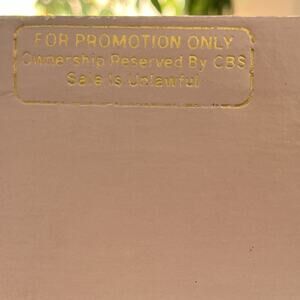 FOR PROMOTION ONLY
Ownership Reserved By CBS
Sale Is Unlawful